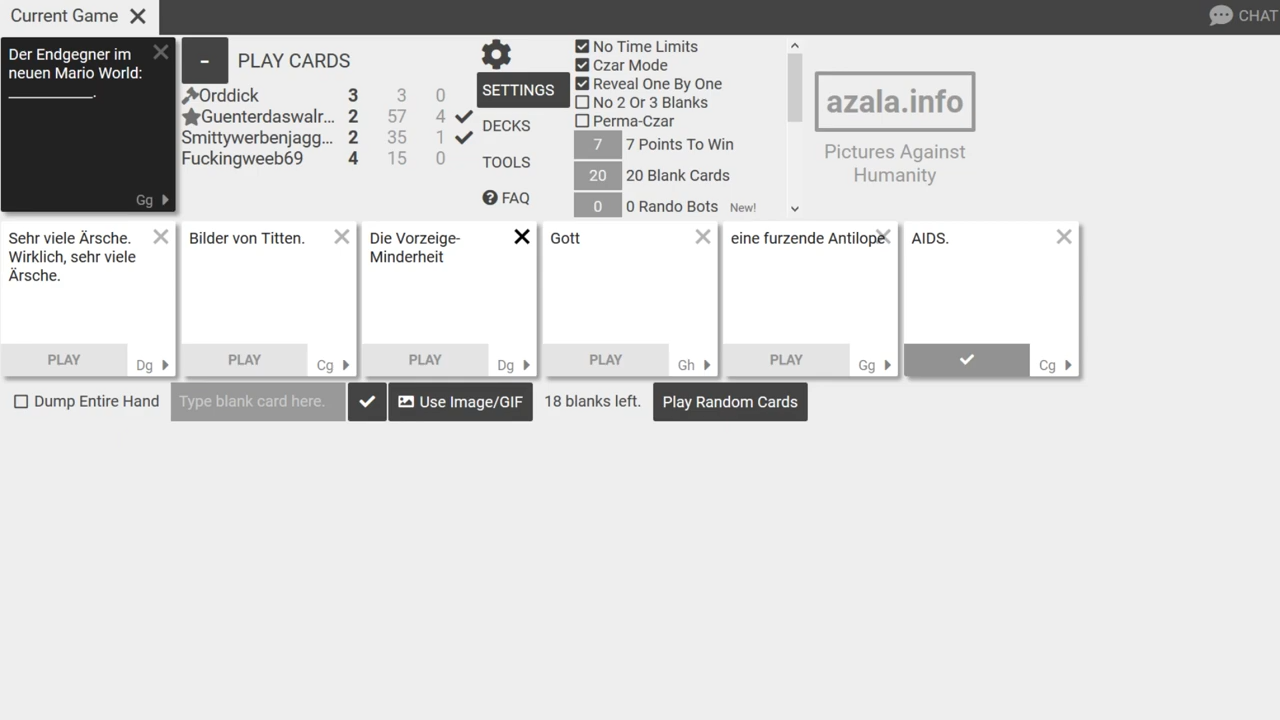 Current Game
CHAT
Der Endgegner im
neuen Mario World:
____________.
Gg
-
PLAY CARDS
Orddick 3 3 0
Guenterdaswalr... 2 57 4
Smittywerbenjagg... 2 35 1
Fuckingweeb69 4 15 0
SETTINGS
DECKS
TOOLS
? FAQ
No Time Limits
Czar Mode
Reveal One By One
No 2 Or 3 Blanks
Perma-Czar
7 7 Points To Win
20 20 Blank Cards
0 0 Rando Bots New!
azala.info
Pictures Against
Humanity
Sehr viele Ärsche.
Wirklich, sehr viele
Ärsche.
PLAY
Dg
Bilder von Titten.
PLAY
Cg
Die Vorzeige-
Minderheit
PLAY
Dg
Gott
PLAY
Gh
eine furzende Antilope
PLAY
Gg
AIDS.
Cg
Dump Entire Hand
Type blank card here.
Use Image/GIF
18 blanks left.
Play Random Cards